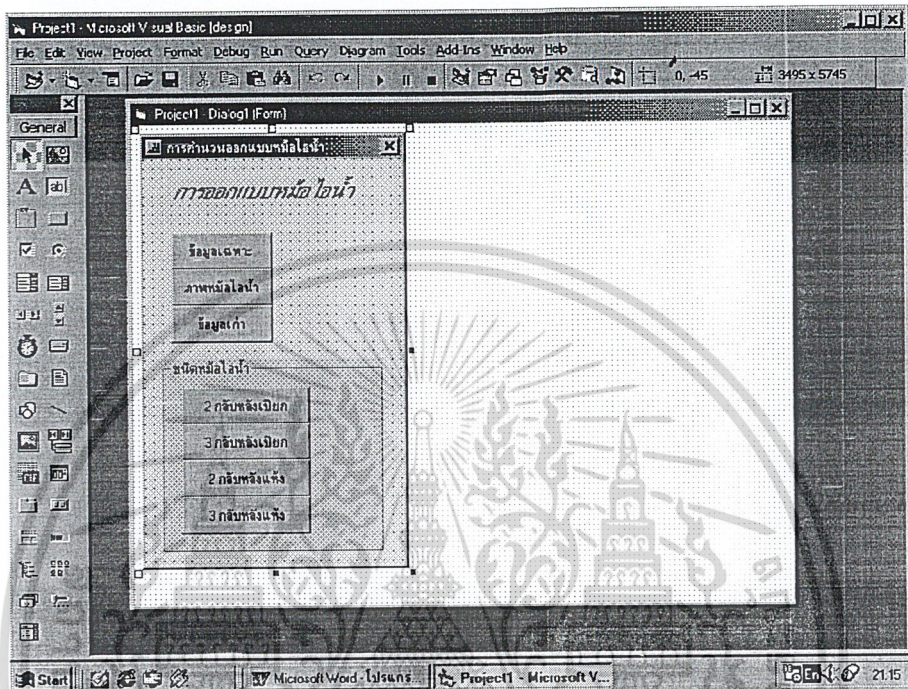 Project1 - Microsoft Visual Basic [design]
File Edit View Project Format Debug Run Query Diagram Tools Add-Ins Window Help
0, -45 3495 x 5745
General
Project1 - Dialog1 (Form)
การคำนวนออกแบบหม้อไอน้ำ
การออกแบบหม้อไอน้ำ
ข้อมูลเฉพาะ
ภาพหม้อไอน้ำ
ข้อมูลเก่า
ชนิดหม้อไอน้ำ
2 กลับหลังเปียก
3 กลับหลังเปียก
2 กลับหลังแห้ง
3 กลับหลังแห้ง
Start Microsoft Word - โปรแกร... Project1 - Microsoft V... En 21:15